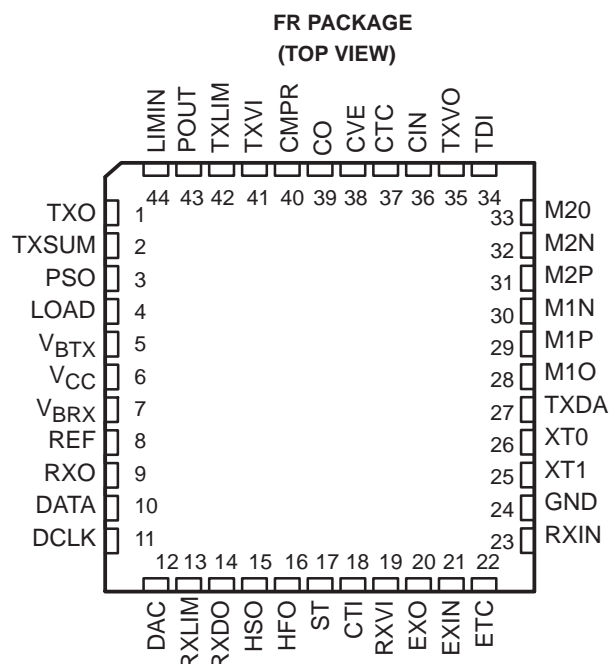 FR PACKAGE
(TOP VIEW)
LIMIN
POUT
TXLIM
TXVI
CMPR
CO
CVE
CTC
CIN
TXVO
TDI
44 43 42 41 40 39 38 37 36 35 34
TXO 1
TXSUM 2
PSO 3
LOAD 4
VBTX 5
VCC 6
VBRX 7
REF 8
RXO 9
DATA 10
DCLK 11
33 M20
32 M2N
31 M2P
30 M1N
29 M1P
28 M1O
27 TXDA
26 XT0
25 XT1
24 GND
23 RXIN
12 13 14 15 16 17 18 19 20 21 22
DAC
RXLIM
RXDO
HSO
HFO
ST
CTI
RXVI
EXO
EXIN
ETC